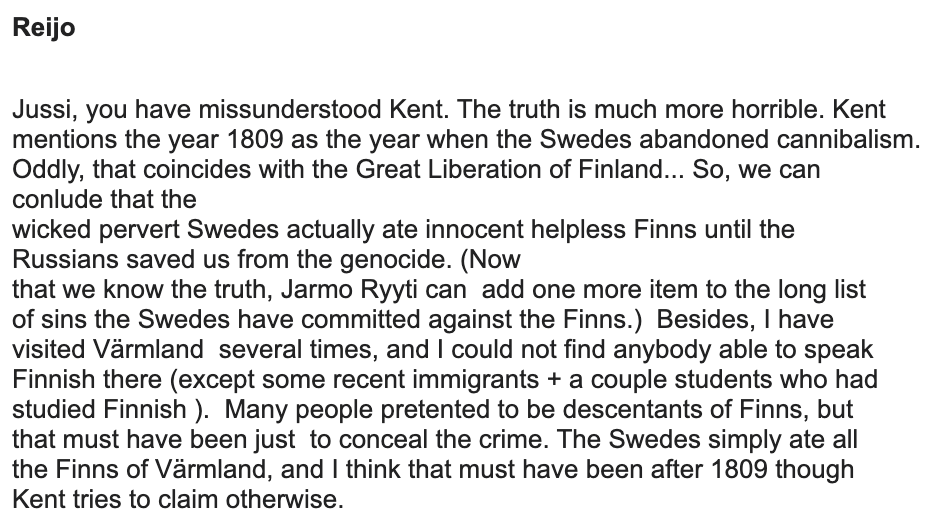 Reijo
Jussi, you have missunderstood Kent. The truth is much more horrible. Kent
mentions the year 1809 as the year when the Swedes abandoned cannibalism.
Oddly, that coincides with the Great Liberation of Finland... So, we can
conlude that the
wicked pervert Swedes actually ate innocent helpless Finns until the
Russians saved us from the genocide. (Now
that we know the truth, Jarmo Ryyti can  add one more item to the long list
of sins the Swedes have committed against the Finns.)  Besides, I have
visited Värmland  several times, and I could not find anybody able to speak
Finnish there (except some recent immigrants + a couple students who had
studied Finnish ).  Many people pretented to be descentants of Finns, but
that must have been just  to conceal the crime. The Swedes simply ate all
the Finns of Värmland, and I think that must have been after 1809 though
Kent tries to claim otherwise.